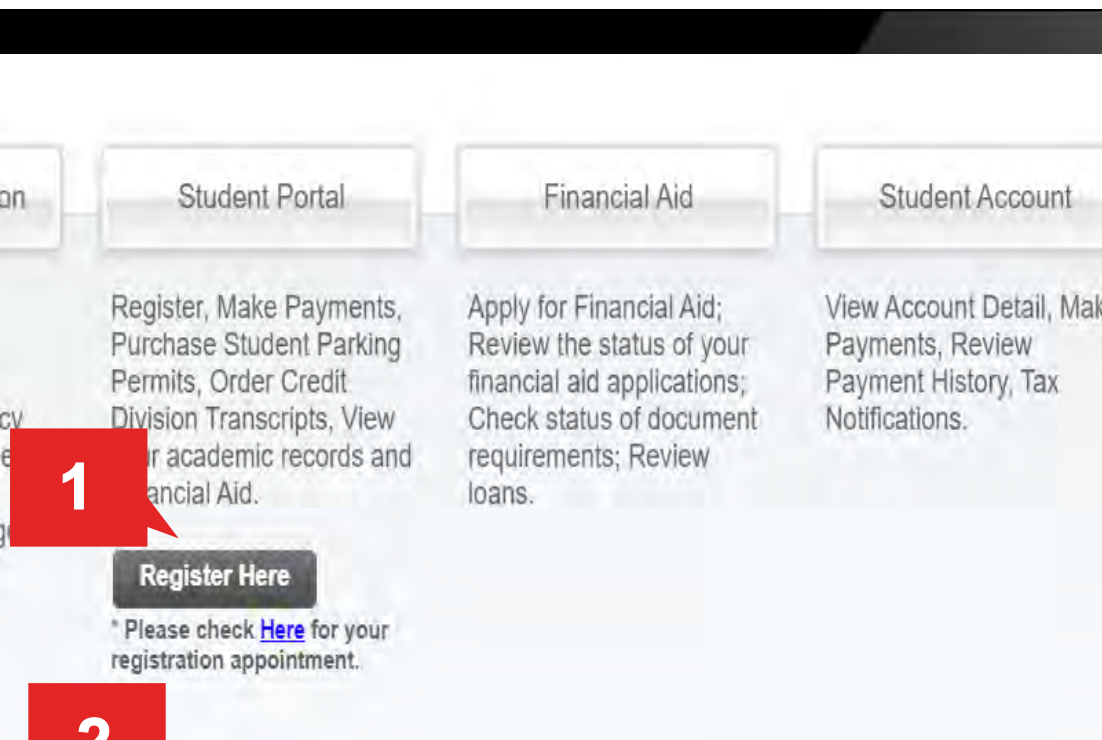 on
Student Portal
Financial Aid
Student Account
Register, Make Payments,
Purchase Student Parking
Permits, Order Credit
Division Transcripts, View
r academic records and
ancial Aid.
Apply for Financial Aid;
Review the status of your
financial aid applications;
Check status of document
requirements; Review
loans.
View Account Detail, Mak
Payments, Review
Payment History, Tax
Notifications.
cy
1
Register Here
* Please check Here for your
registration appointment.
2